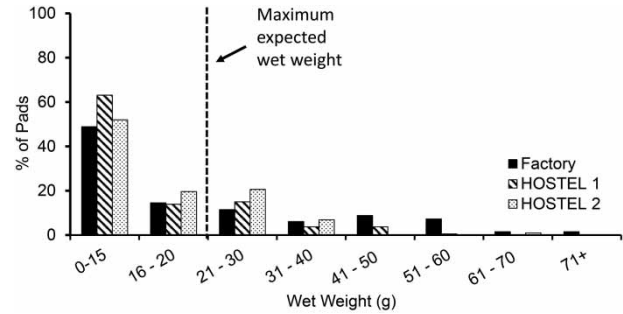 100
80
60
40
20
0
% of Pads
Maximum
expected
wet weight
Factory
HOSTEL 1
HOSTEL 2
0-15
16 - 20
21 - 30
31 - 40
41 - 50
51 - 60
61 - 70
71+
Wet Weight (g)